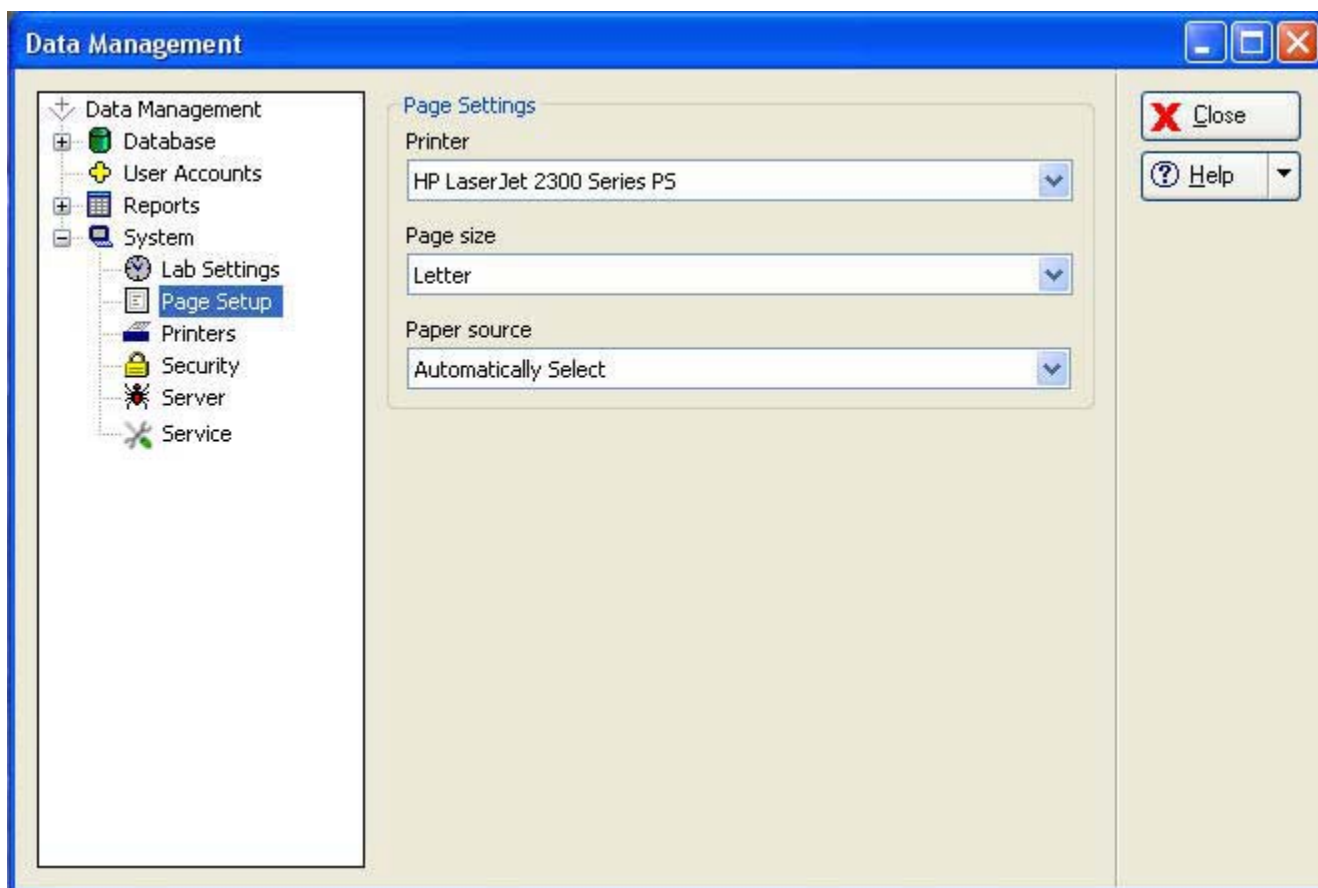 Data Management
Data Management
Database
User Accounts
Reports
System
Lab Settings
Page Setup
Printers
Security
Server
Service
Page Settings
Printer
HP LaserJet 2300 Series PS
Page size
Letter
Paper source
Automatically Select
Close
Help